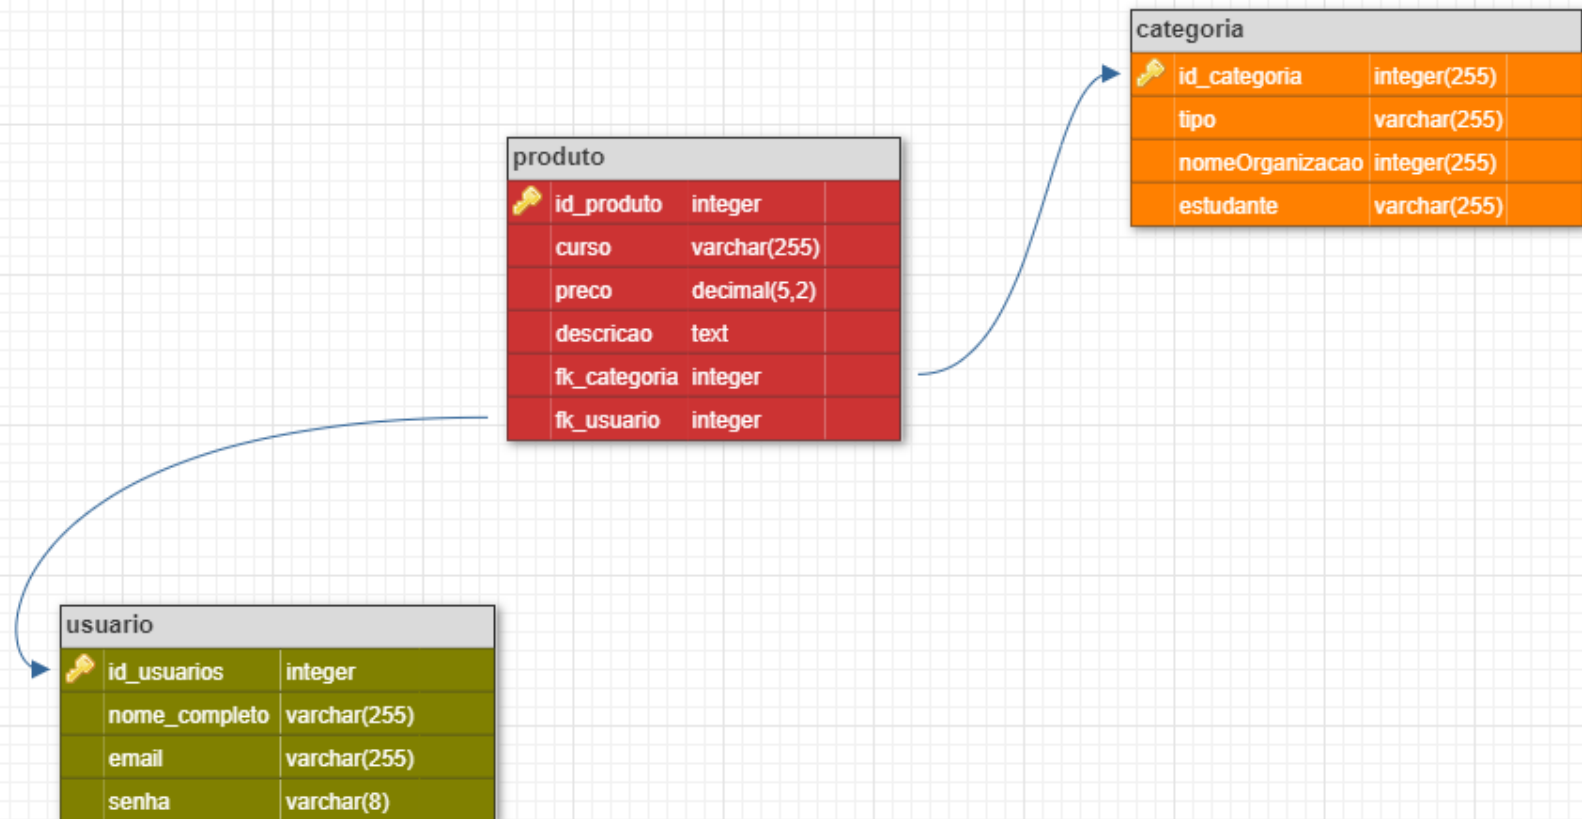 categoria
id_categoria integer(255)
tipo varchar(255)
nomeOrganizacao integer(255)
estudante varchar(255)
produto
id_produto integer
curso varchar(255)
preco decimal(5,2)
descricao text
fk_categoria integer
fk_usuario integer
usuario
id_usuarios integer
nome_completo varchar(255)
email varchar(255)
senha varchar(8)